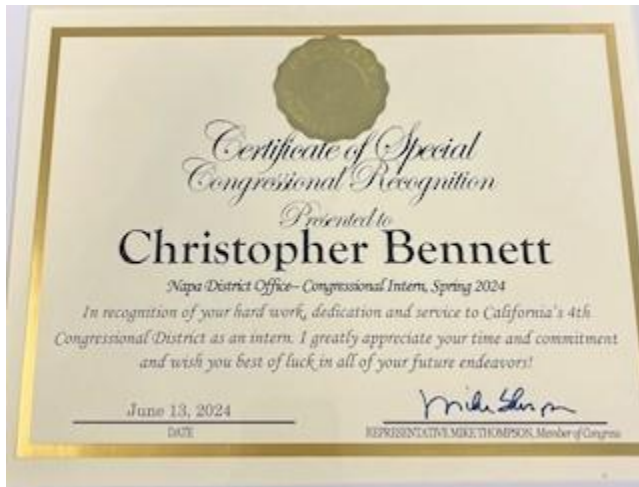 Certificate of Special
Congressional Recognition
Presented to
Christopher Bennett
Napa District Office– Congressional Intern, Spring 2024
In recognition of your hard work, dedication and service to California's 4th
Congressional District as an intern. I greatly appreciate your time and commitment
and wish you best of luck in all of your future endeavors!
June 13, 2024
Mike Thompson
DATE
REPRESENTATIVE MIKE THOMPSON, Member of Congress